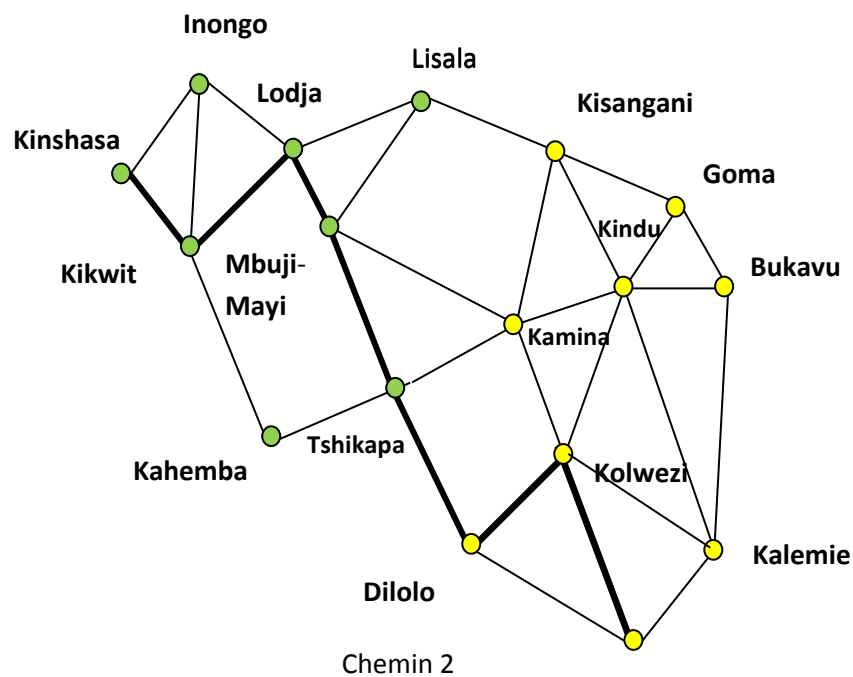 Inongo
Lisala
Lodja
Kisangani
Kinshasa
Goma
Kindu
Bukavu
Kikwit
Mbuji-
Mayi
Kamina
Tshikapa
Kahemba
Kolwezi
Kalemie
Dilolo
Chemin 2